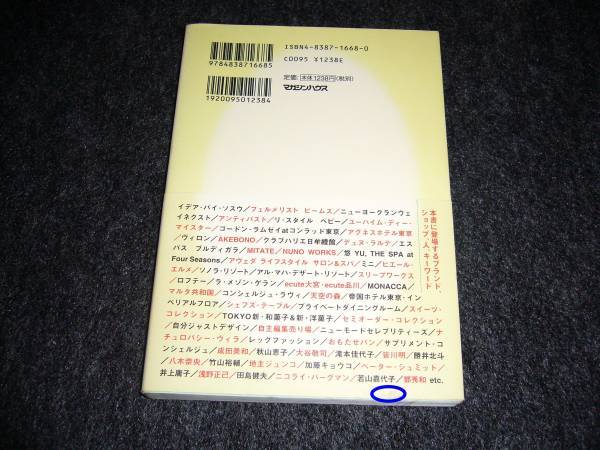 ISBN4-8387-1668-0
C0095 ¥1238E
9784838716685
定価:本体1238円(税別)
マガジンハウス
1920095012384
本書に登場するブランド、
ショップ、人、キーワード
イデア・バイ・ソスウ/フェルメリスト ビームス/ニューヨークランウェ
イネクスト/アンティパスト/リ・スタイル ベビー/ユーハイム・ディー・
マイスター/ゴードン・ラムゼイatコンラッド東京/アグネスホテル東京
/ヴィロン/AKEBONO/クラブハリエ日牟禮館/デュヌ・ラルテ/エス
パス ブルディガラ/MITATE/NUNO WORKS/悠 YU, THE SPA at
Four Seasons/アウェダ ライフスタイル サロン&スパ/ミニ/ピエール・
エルメ/ソノラ・リゾート/アル・マハ・デザート・リゾート/スリープワークス
/ロフテー/ラ・メゾン・ゲラン/ecute大宮・ecute品川/MONACCA/
マルタ共和国/コンシェルジュ・ラヴィ/天空の森/帝国ホテル東京・イン
ペリアルフロア/シェフズ・テーブル/プライベートダイニングルーム/スイーツ・
コレクション/TOKYO新・和菓子&新・洋菓子/セミオーダー・コレクション
/自分ジャストデザイン/自主編集売り場/ニューモードセレブリティーズ/ナ
チュロパシー・ヴィラ/レッグファッション/おもたせパン/サプリメント・コ
ンシェルジュ/成田美和/秋山恵子/大谷敬司/滝本佳代子/皆川明/勝井北斗
/八木奈央/竹山裕輔/地主ジュンコ/加藤キョウコ/ペーター・シュミット/
井上庸子/浅野正己/田島健夫/ニコライ・バーグマン/若山嘉代子/鄭秀和 etc.